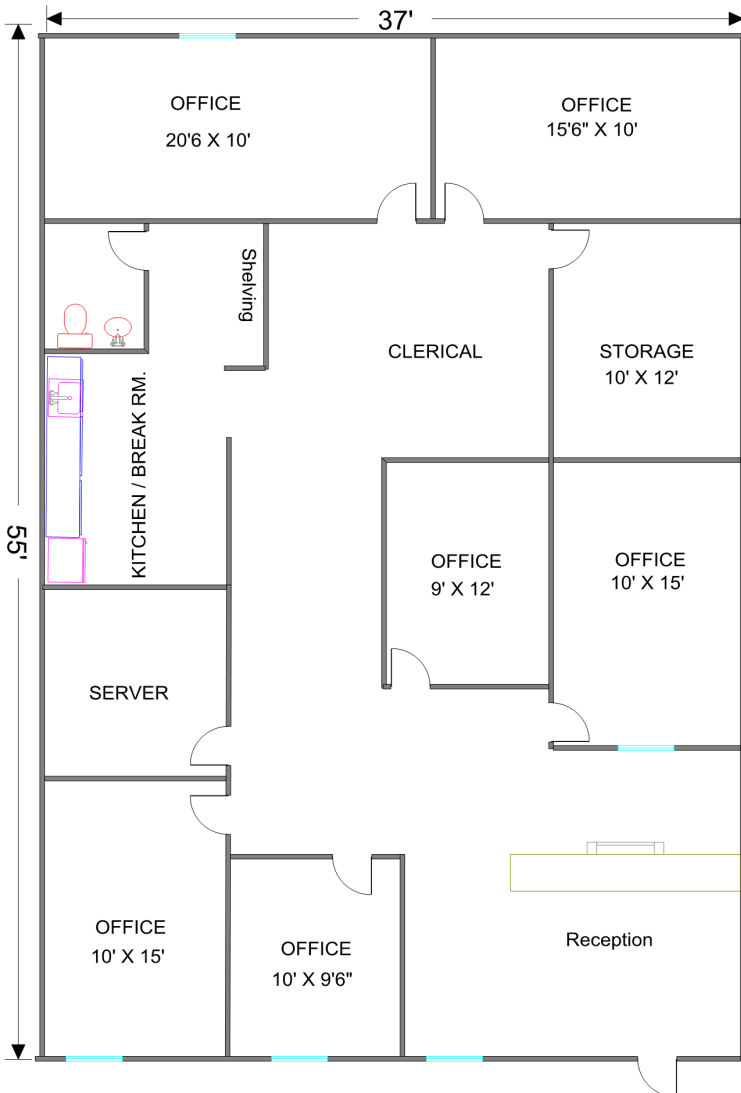 37'
OFFICE
20'6 X 10'
OFFICE
15'6" X 10'
Shelving
CLERICAL
STORAGE
10' X 12'
KITCHEN / BREAK RM.
55'
OFFICE
9' X 12'
OFFICE
10' X 15'
SERVER
OFFICE
10' X 15'
OFFICE
10' X 9'6"
Reception